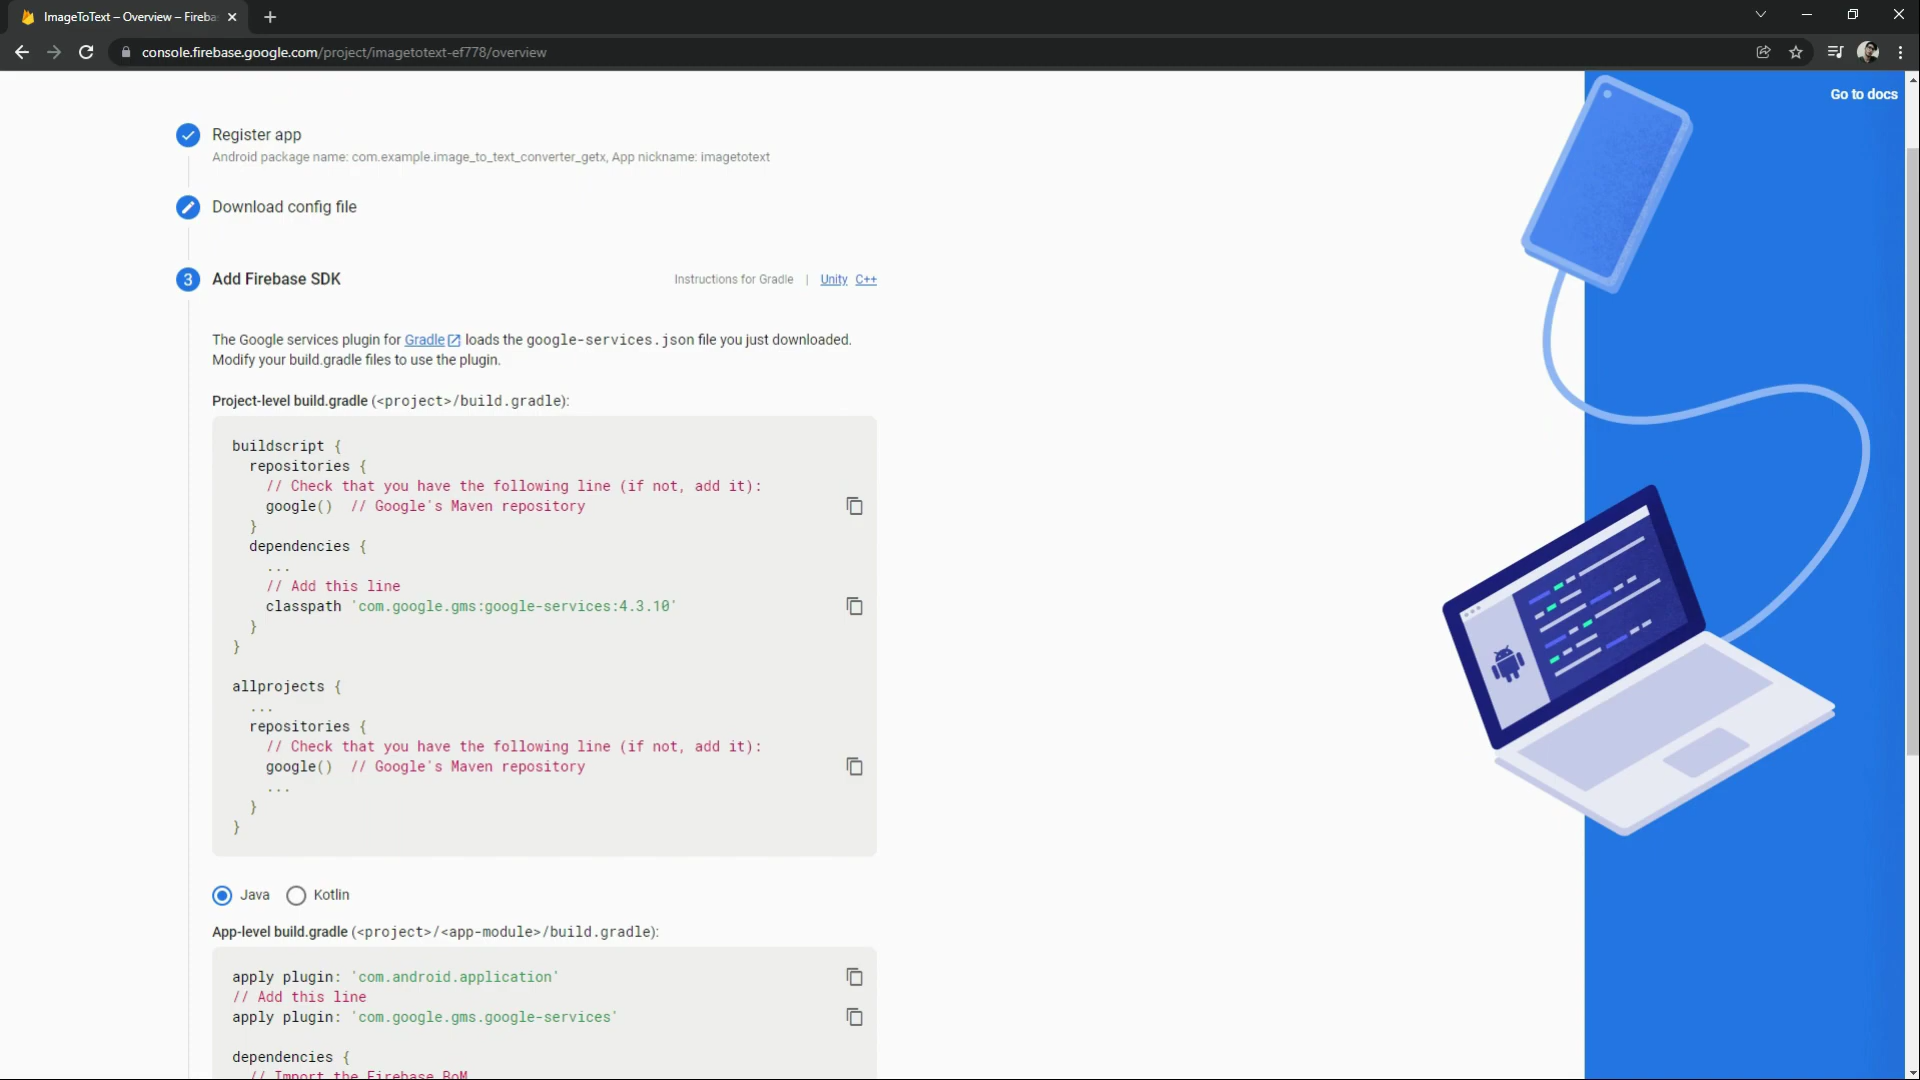 ImageToText – Overview – Fireba
console.firebase.google.com/project/imagetotext-ef778/overview
Go to docs
Register app
Android package name: com.example.image_to_text_converter_getx, App nickname: imagetotext
Download config file
3 Add Firebase SDK
Instructions for Gradle | Unity C++
The Google services plugin for Gradle loads the google-services.json file you just downloaded.
Modify your build.gradle files to use the plugin.
Project-level build.gradle (<project>/build.gradle):
buildscript {
repositories {
// Check that you have the following line (if not, add it):
google()  // Google's Maven repository
}
dependencies {
...
// Add this line
classpath 'com.google.gms:google-services:4.3.10'
}
}
allprojects {
...
repositories {
// Check that you have the following line (if not, add it):
google()  // Google's Maven repository
...
}
}
Java Kotlin
App-level build.gradle (<project>/<app-module>/build.gradle):
apply plugin: 'com.android.application'
// Add this line
apply plugin: 'com.google.gms.google-services'
dependencies {
// Import the Firebase BoM